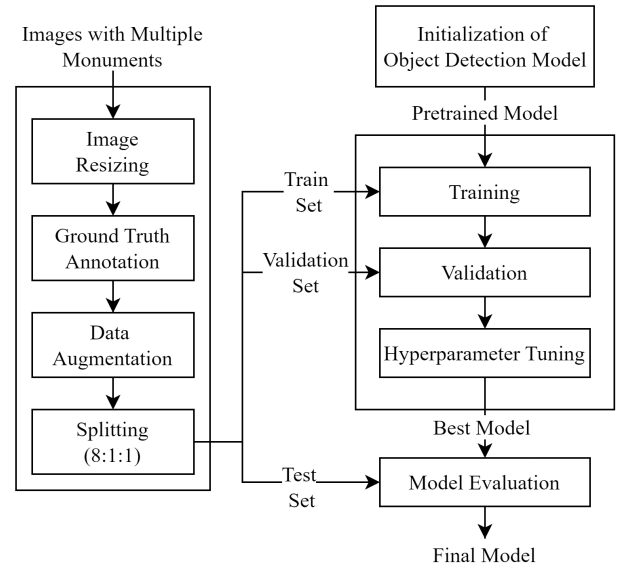 Images with Multiple
Monuments
Image
Resizing
Ground Truth
Annotation
Data
Augmentation
Splitting
(8:1:1)
Train
Set
Validation
Set
Test
Set
Initialization of
Object Detection Model
Pretrained Model
Training
Validation
Hyperparameter Tuning
Best Model
Model Evaluation
Final Model